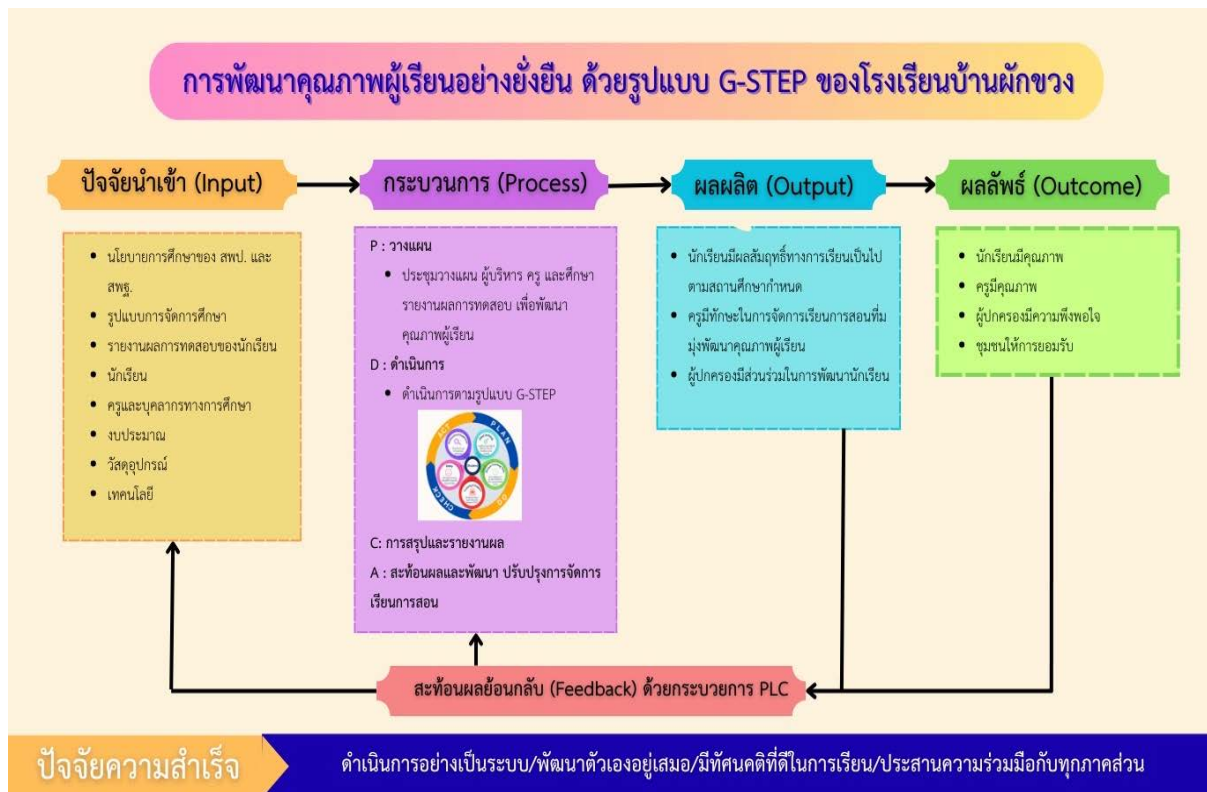 การพัฒนาคุณภาพผู้เรียนอย่างยั่งยืน ด้วยรูปแบบ G-STEP ของโรงเรียนบ้านผักขวง
ปัจจัยนำเข้า (Input)
กระบวนการ (Process)
ผลผลิต (Output)
ผลลัพธ์ (Outcome)
• นโยบายการศึกษาของ สพป. และ
สพฐ.
• รูปแบบการจัดการศึกษา
• รายงานผลการทดสอบของนักเรียน
• นักเรียน
• ครูและบุคลากรทางการศึกษา
• งบประมาณ
• วัสดุอุปกรณ์
• เทคนโลยี
P : วางแผน
• ประชุมวางแผน ผู้บริหาร ครู และศึกษา
รายงานผลการทดสอบ เพื่อพัฒนา
คุณภาพผู้เรียน
D : ดำเนินการ
• ดำเนินการตามรูปแบบ G-STEP
ACT
PLAN
CHECK
DO
C: การสรุปและรายงานผล
A : สะท้อนผลและพัฒนา ปรับปรุงการจัดการ
เรียนการสอน
• นักเรียนมีผลสัมฤทธิ์ทางการเรียนเป็นไป
ตามสถานศึกษากำหนด
• ครูมีทักษะในการจัดการเรียนการสอนที่ม
มุ่งพัฒนาคุณภาพผู้เรียน
• ผู้ปกครองมีส่วนร่วมในการพัฒนานักเรียน
• นักเรียนมีคุณภาพ
• ครูมีคุณภาพ
• ผู้ปกครองมีความพึงพอใจ
• ชุมชนให้การยอมรับ
สะท้อนผลย้อนกลับ (Feedback) ด้วยกระบวยการ PLC
ปัจจัยความสำเร็จ
ดำเนินการอย่างเป็นระบบ/พัฒนาตัวเองอยู่เสมอ/มีทัศนคติที่ดีในการเรียน/ประสานความร่วมมือกับทุกภาคส่วน